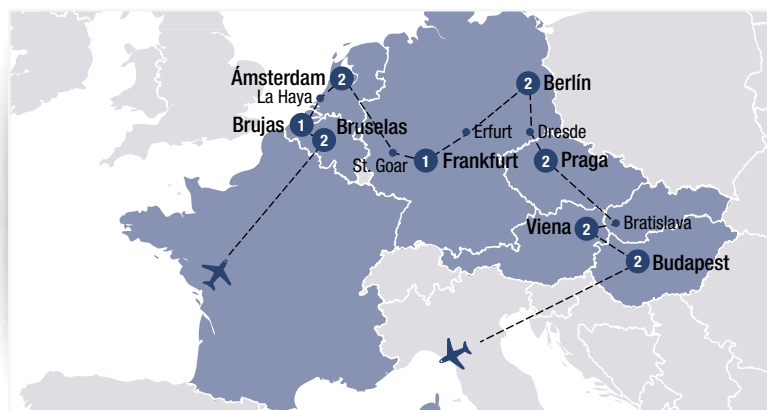 Ámsterdam 2
La Haya
Brujas 1
Bruselas
2
St. Goar
1 Frankfurt
Erfurt
2 Berlín
Dresde
2 Praga
Bratislava
Viena 2
2 Budapest